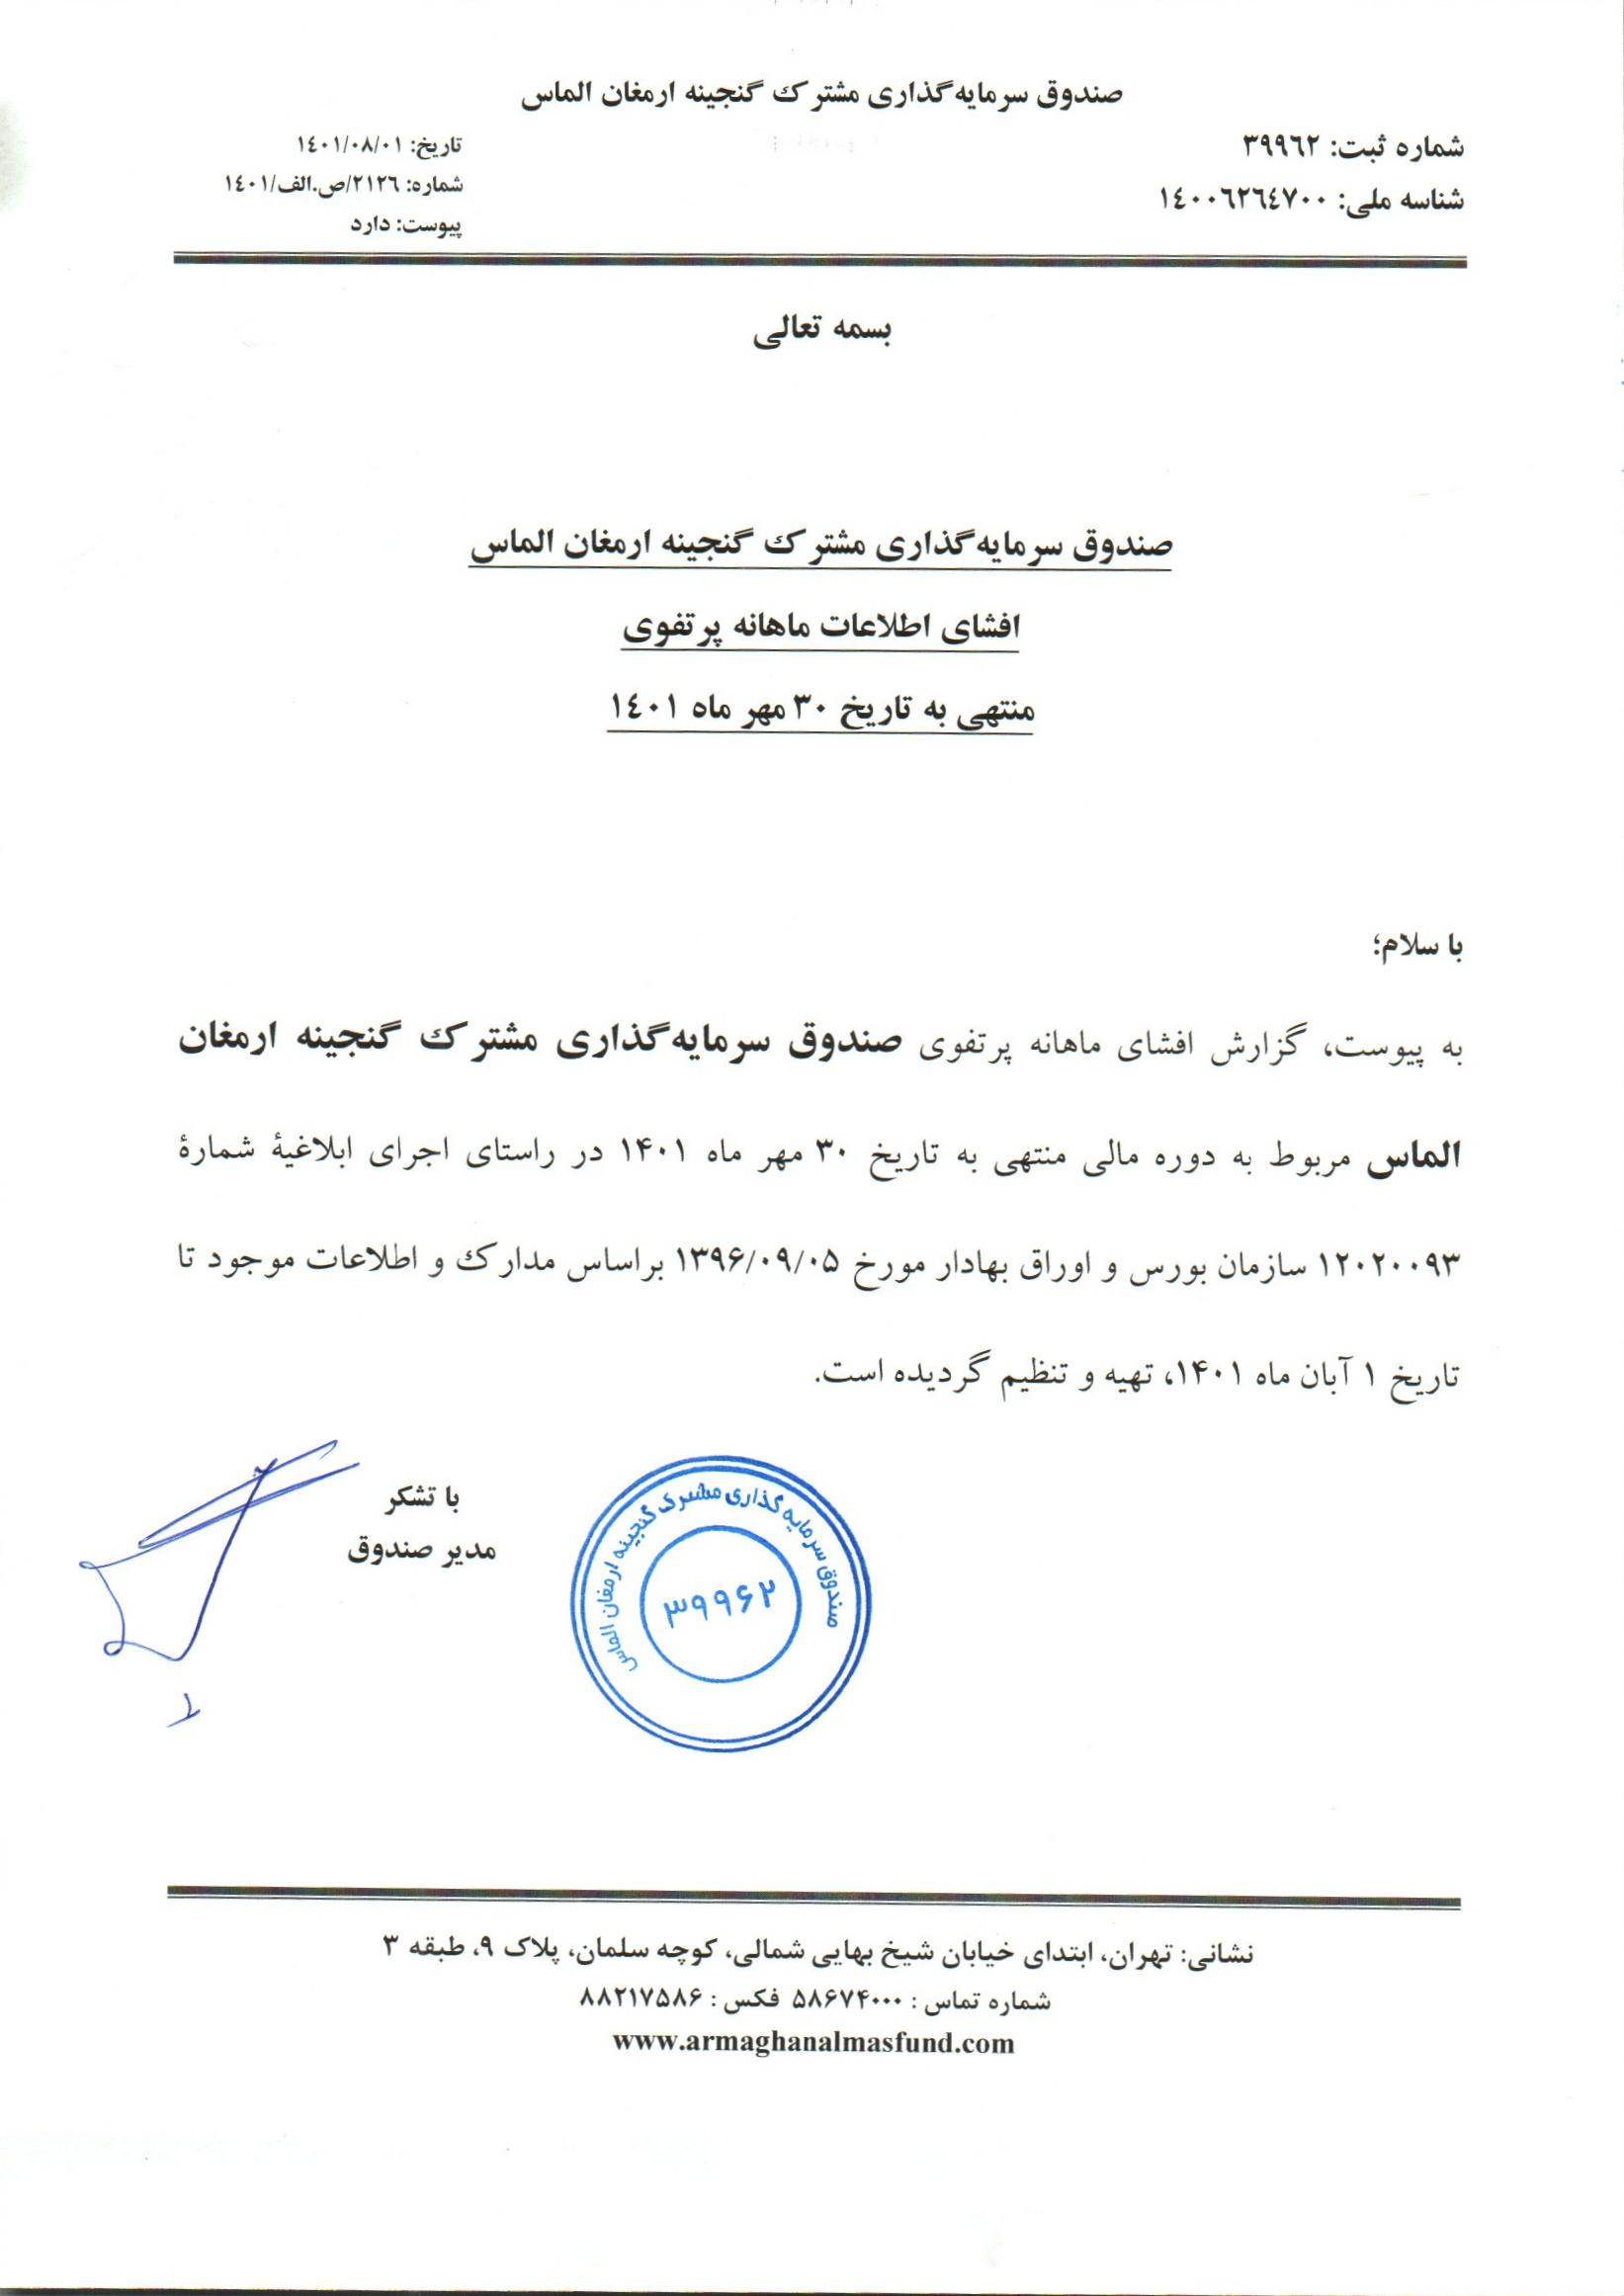 صندوق سرمایه‌گذاری مشترک گنجینه ارمغان الماس
شماره ثبت: ۳۹۹۶۲
شناسه ملی: ۱۴۰۰۶۲۶۴۷۰۰
تاریخ: ۱۴۰۱/۰۸/۰۱
شماره: ۲۱۲۶/ص.الف/۱۴۰۱
پیوست: دارد
بسمه تعالی
صندوق سرمایه‌گذاری مشترک گنجینه ارمغان الماس
افشای اطلاعات ماهانه پرتفوی
منتهی به تاریخ ۳۰ مهر ماه ۱۴۰۱
با سلام؛
به پیوست، گزارش افشای ماهانه پرتفوی صندوق سرمایه‌گذاری مشترک گنجینه ارمغان
الماس مربوط به دوره مالی منتهی به تاریخ ۳۰ مهر ماه ۱۴۰۱ در راستای اجرای ابلاغیۀ شمارۀ
۱۲۰۲۰۰۹۳ سازمان بورس و اوراق بهادار مورخ ۱۳۹۶/۰۹/۰۵ براساس مدارک و اطلاعات موجود تا
تاریخ ۱ آبان ماه ۱۴۰۱، تهیه و تنظیم گردیده است.
با تشکر
مدیر صندوق
صندوق سرمایه گذاری مشترک گنجینه ارمغان الماس
۳۹۹۶۲
نشانی: تهران، ابتدای خیابان شیخ بهایی شمالی، کوچه سلمان، پلاک ۹، طبقه ۳
شماره تماس : ۵۸۶۷۴۰۰۰ فکس : ۸۸۲۱۷۵۸۶
www.armaghanalmasfund.com